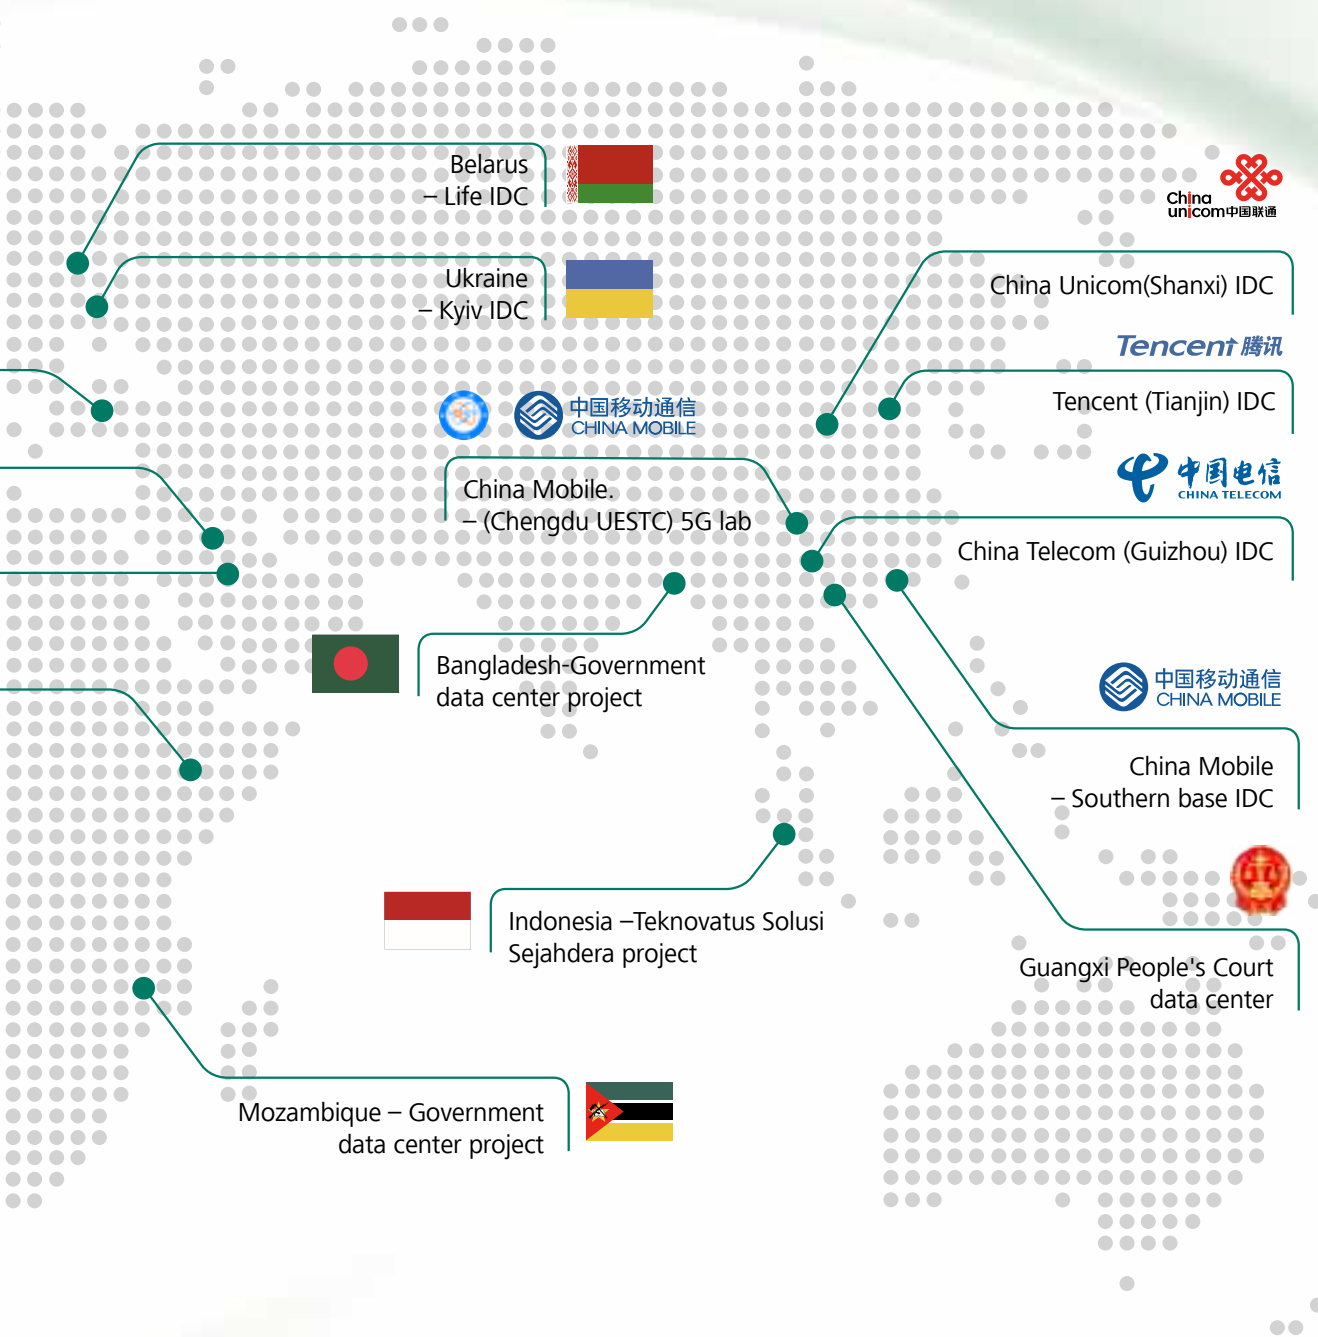 Belarus
– Life IDC
Ukraine
– Kyiv IDC
China
unicom中国联通
China Unicom(Shanxi) IDC
Tencent 腾讯
Tencent (Tianjin) IDC
中国移动通信
CHINA MOBILE
China Mobile.
– (Chengdu UESTC) 5G lab
中国电信
CHINA TELECOM
China Telecom (Guizhou) IDC
Bangladesh-Government
data center project
中国移动通信
CHINA MOBILE
China Mobile
– Southern base IDC
Indonesia –Teknovatus Solusi
Sejahdera project
Guangxi People's Court
data center
Mozambique – Government
data center project